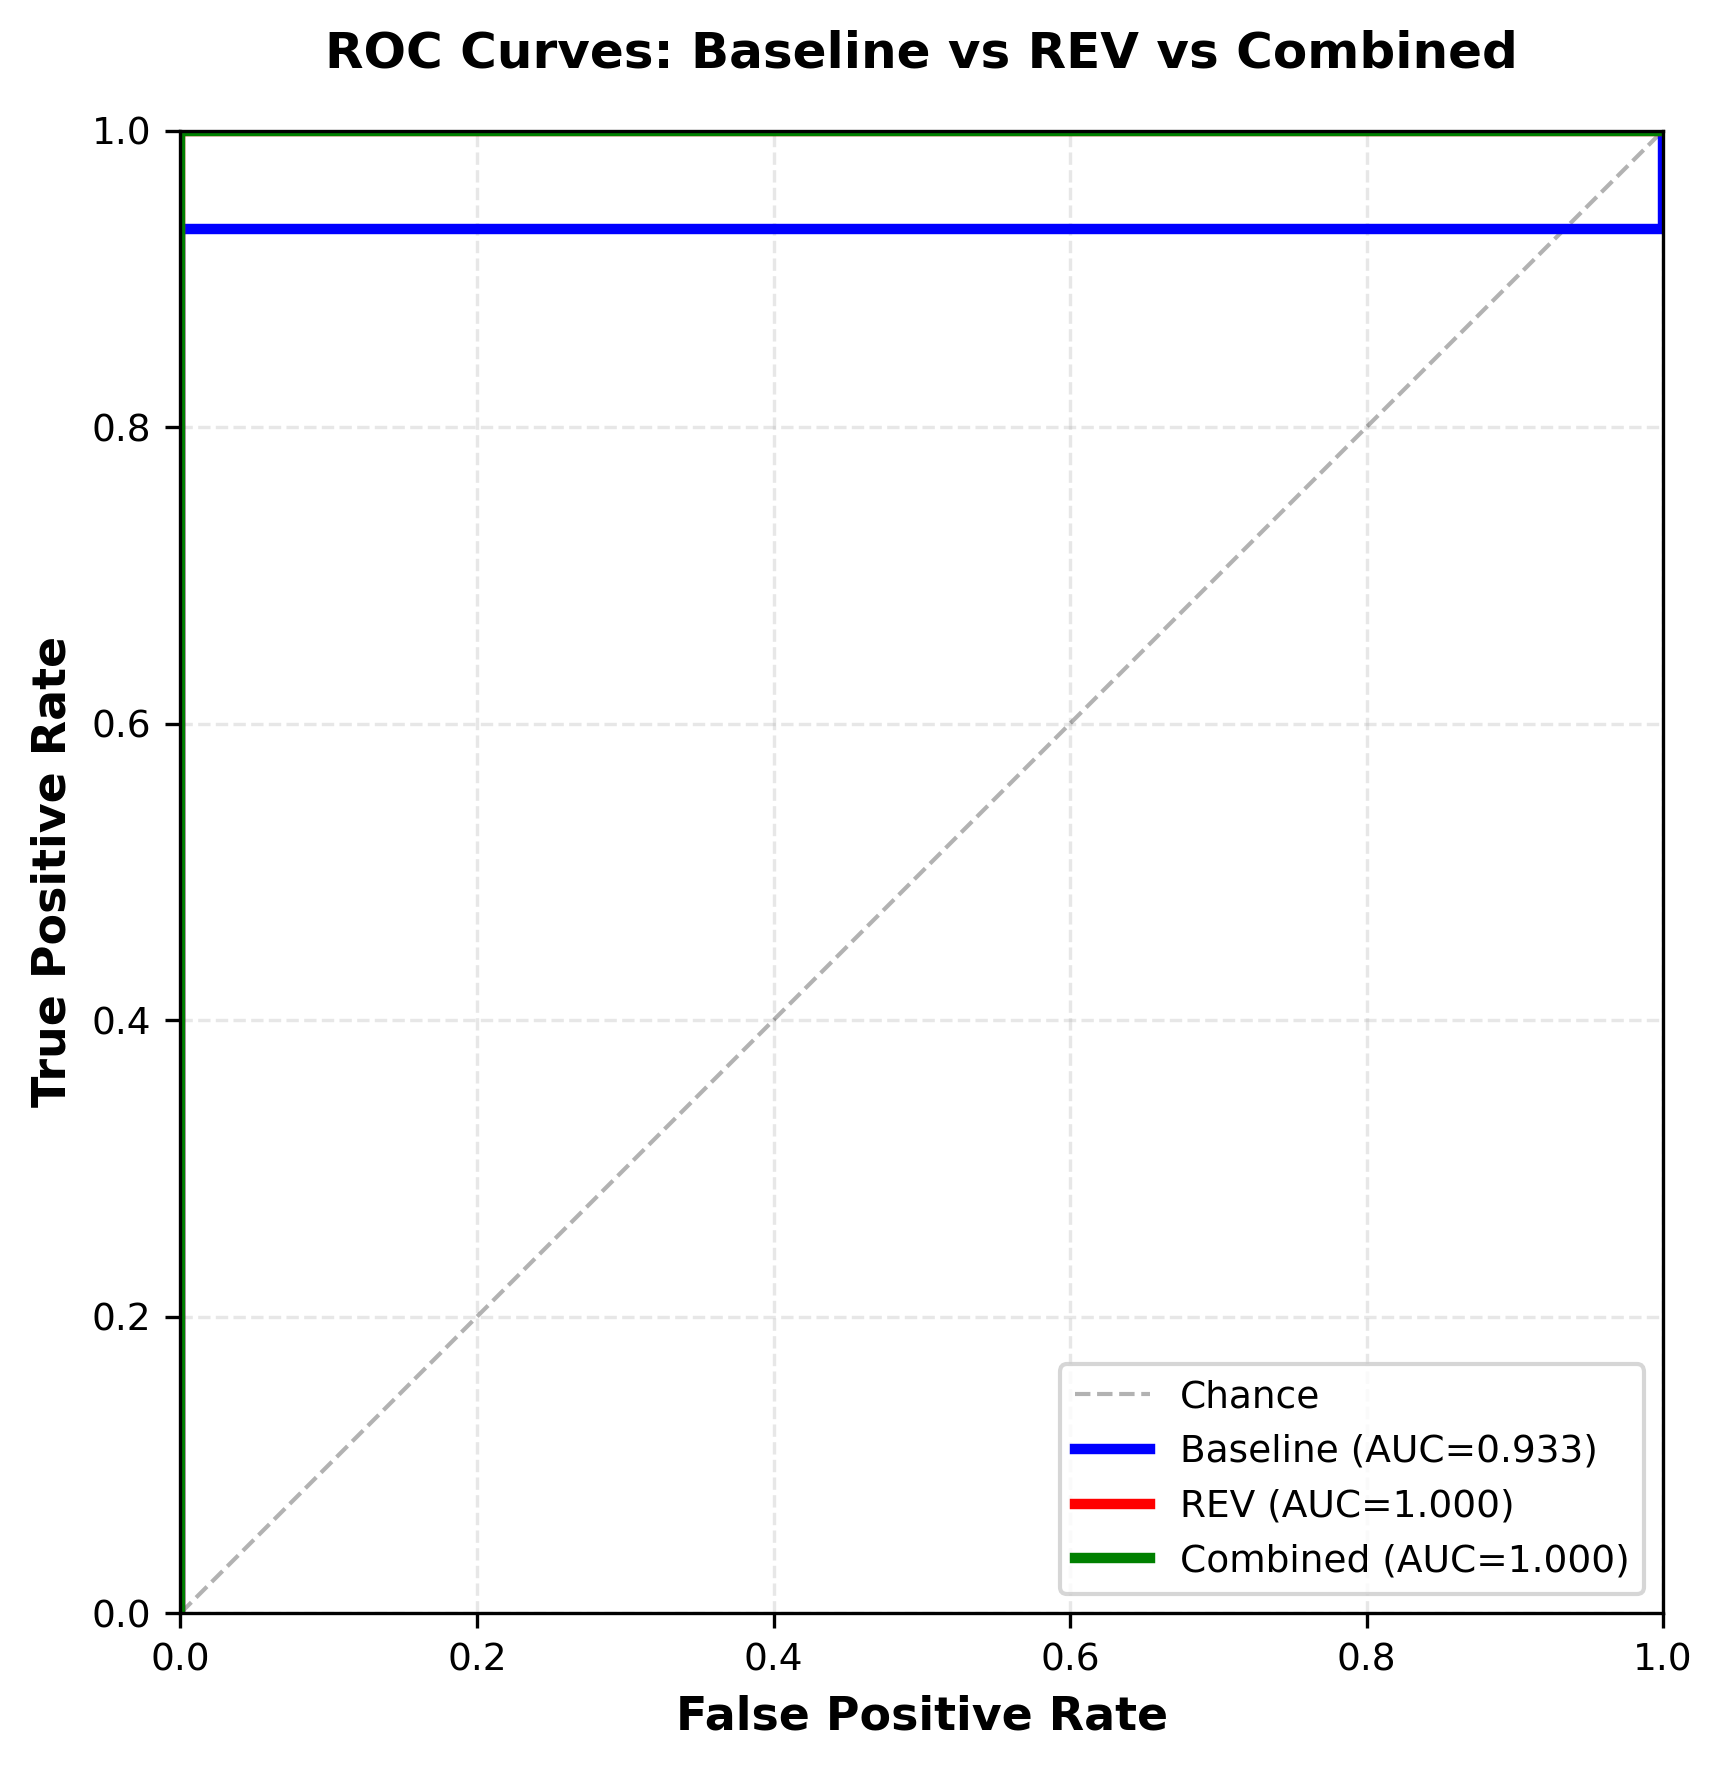 ROC Curves: Baseline vs REV vs Combined
1.0
0.8
0.6
0.4
0.2
0.0
True Positive Rate
Chance
Baseline (AUC=0.933)
REV (AUC=1.000)
Combined (AUC=1.000)
0.0 0.2 0.4 0.6 0.8 1.0
False Positive Rate